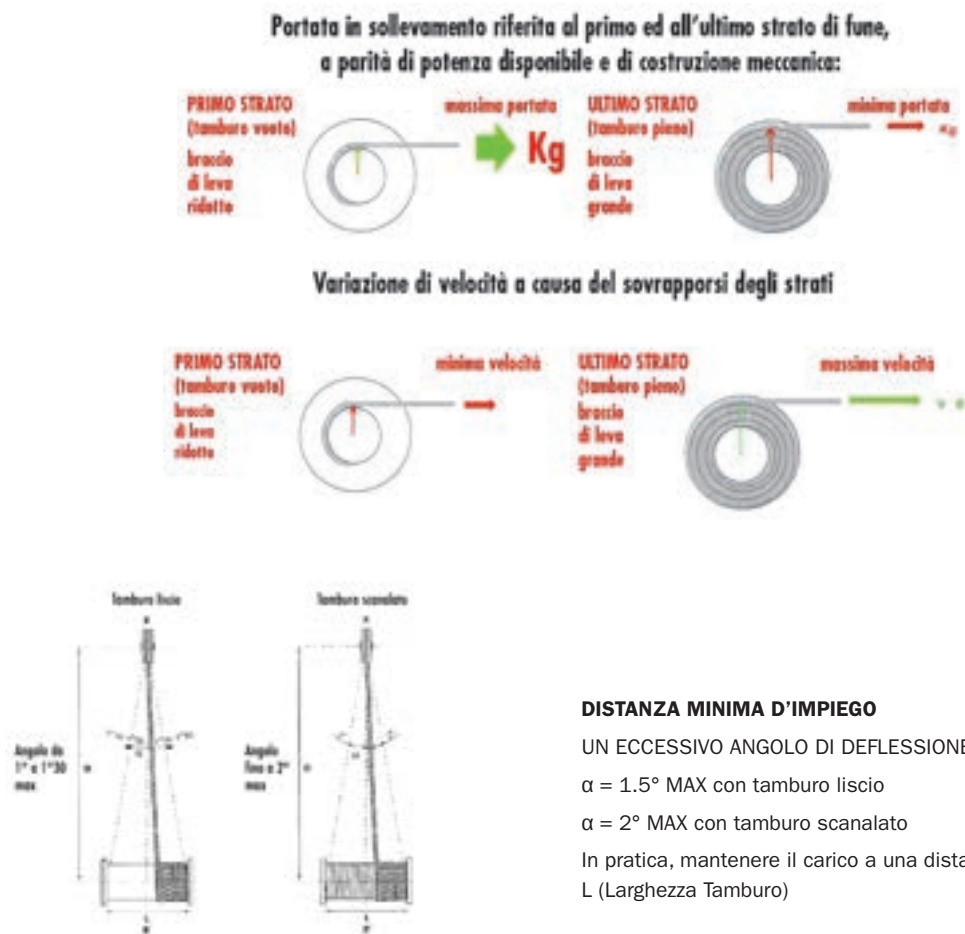 Portata in sollevamento riferita al primo ed all'ultimo strato di fune,
a parità di potenza disponibile e di costruzione meccanica:
PRIMO STRATO
(tamburo vuoto)
braccio
di leva
ridotto
massima portata
Kg
ULTIMO STRATO
(tamburo pieno)
braccio
di leva
grande
minima portata
Kg
Variazione di velocità a causa del sovrapporsi degli strati
PRIMO STRATO
(tamburo vuoto)
braccio
di leva
ridotto
minima velocità
ULTIMO STRATO
(tamburo pieno)
braccio
di leva
grande
massima velocità
Tamburo liscio
Angolo da
1° a 1°30
max
Tamburo scanalato
Angolo
fino a 2°
max
DISTANZA MINIMA D'IMPIEGO
UN ECCESSIVO ANGOLO DI DEFLESSIONE
α = 1.5° MAX con tamburo liscio
α = 2° MAX con tamburo scanalato
In pratica, mantenere il carico a una dista
L (Larghezza Tamburo)